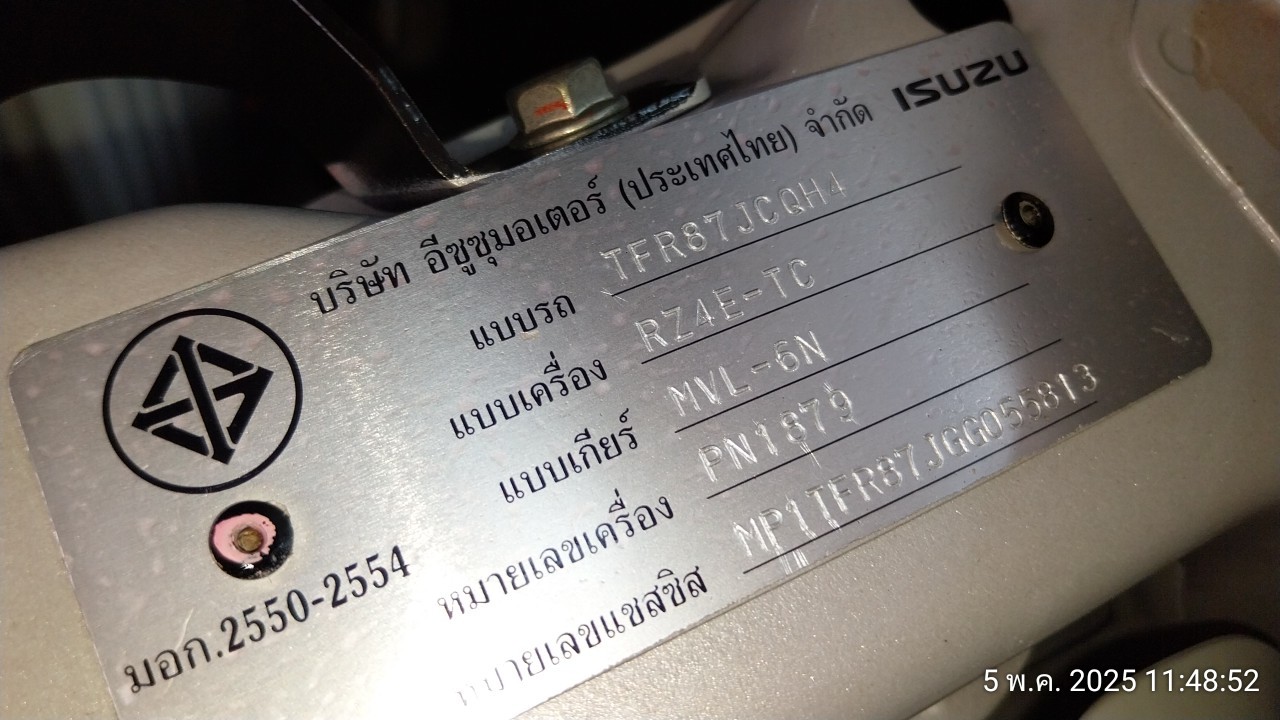 ISUZU
บริษัท อีซูซุมอเตอร์ (ประเทศไทย) จำกัด
แบบรถ TFR87JCQH4
แบบเครื่อง RZ4E-TC
แบบเกียร์ MVL-6N
หมายเลขเครื่อง PN1879
หมายเลขแชสซิส MP1TFR87JGG055813
มอก.2550-2554
5 พ.ค. 2025 11:48:52